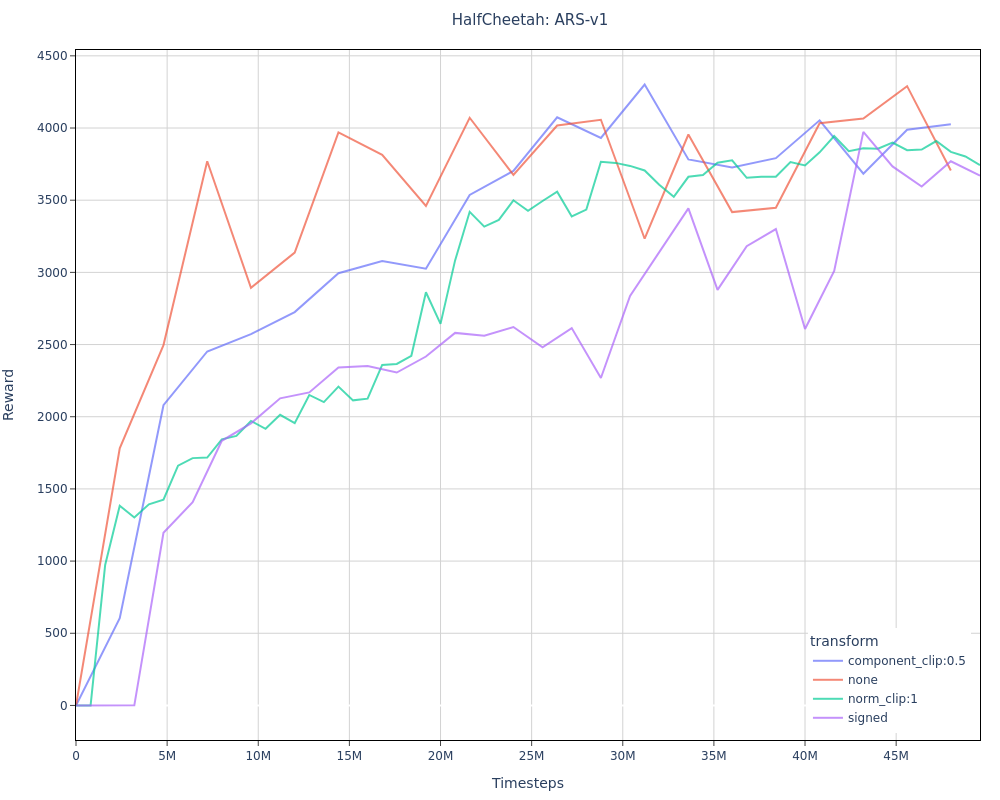 HalfCheetah: ARS-v1
4500
4000
3500
3000
2500
2000
1500
1000
500
0
Reward
0 5M 10M 15M 20M 25M 30M 35M 40M 45M
Timesteps
transform
component_clip:0.5
none
norm_clip:1
signed